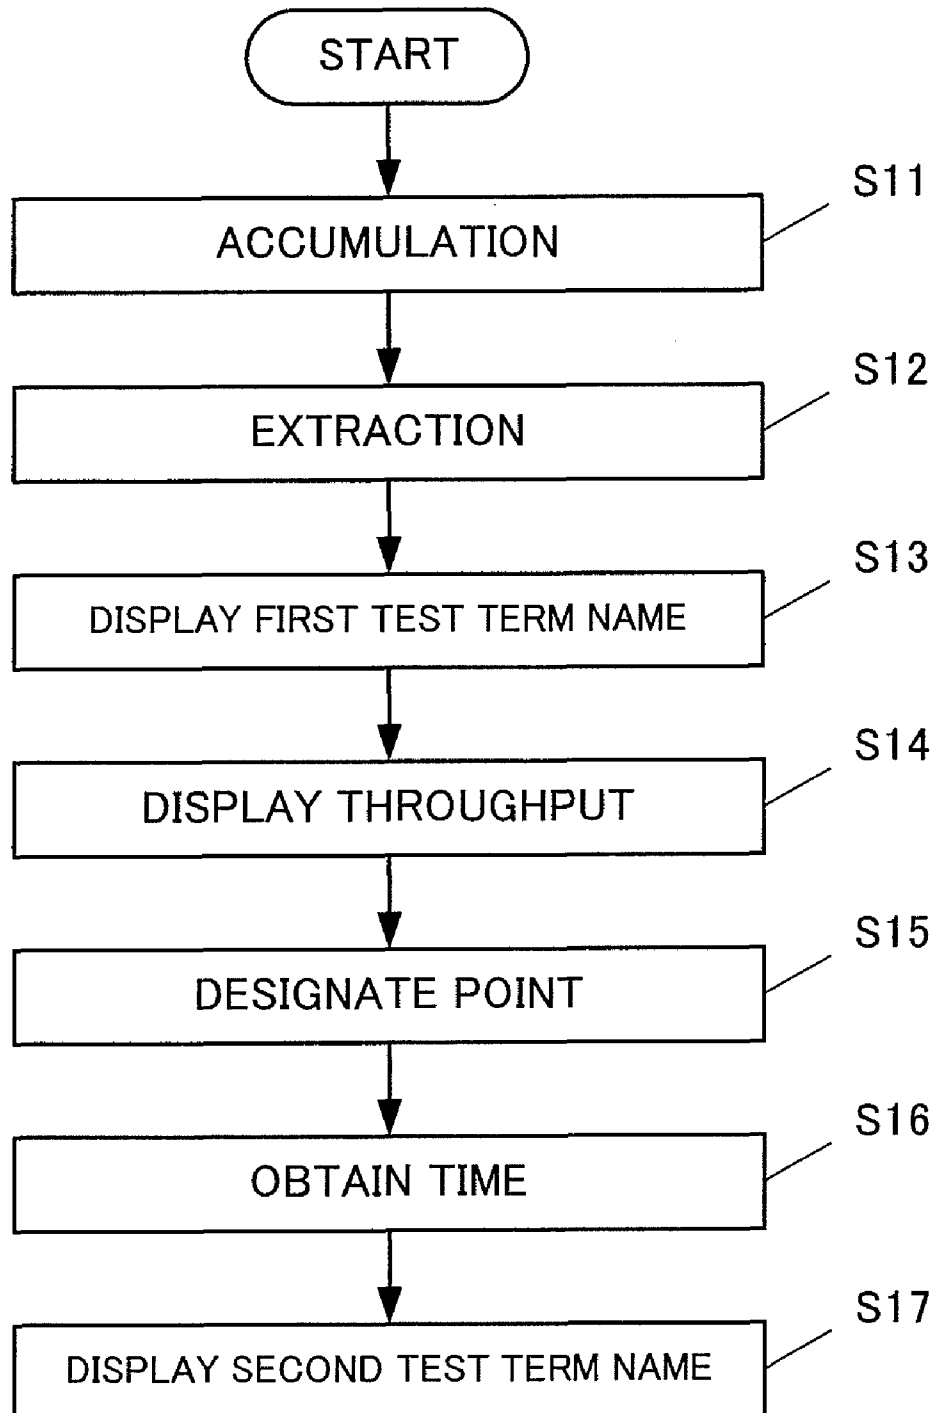 START
S11
ACCUMULATION
S12
EXTRACTION
S13
DISPLAY FIRST TEST TERM NAME
S14
DISPLAY THROUGHPUT
S15
DESIGNATE POINT
S16
OBTAIN TIME
S17
DISPLAY SECOND TEST TERM NAME